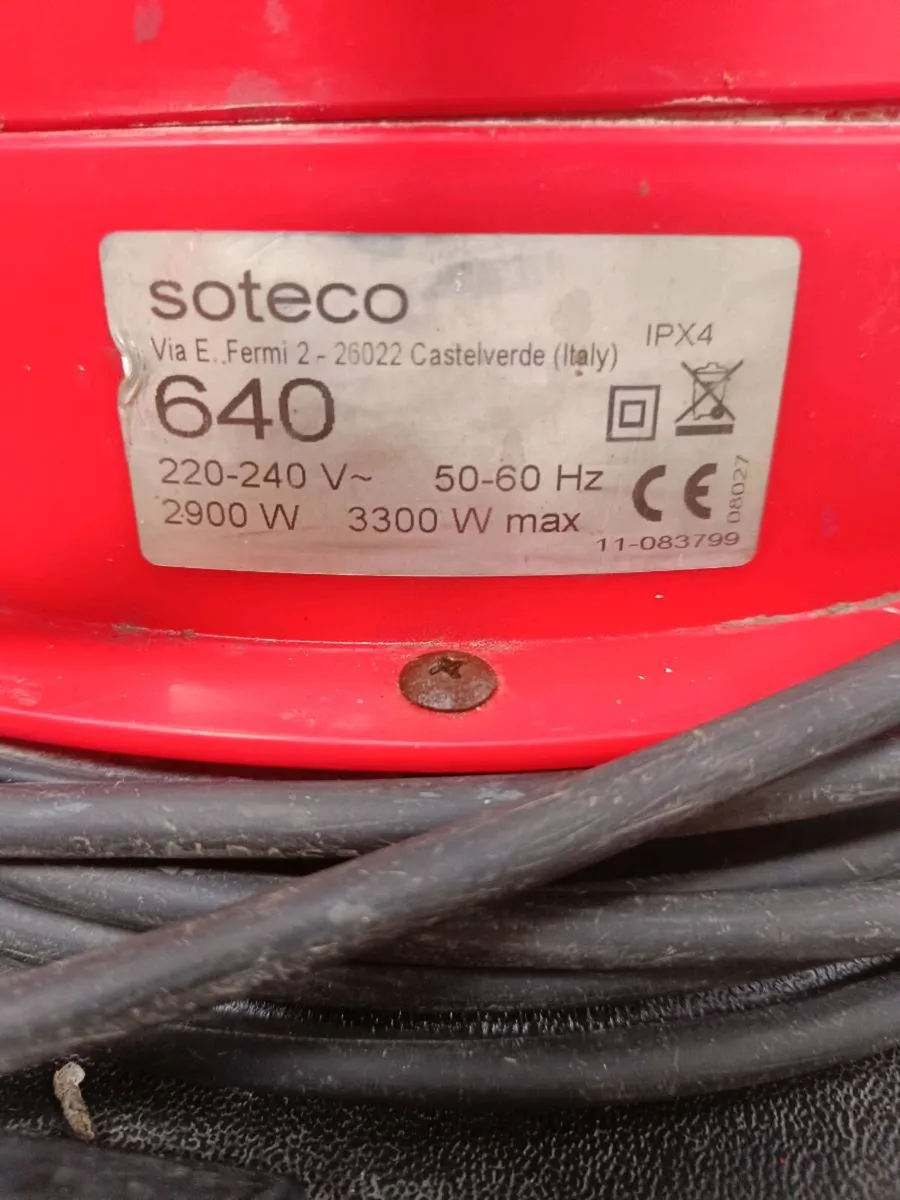 soteco
Via E. Fermi 2 - 26022 Castelverde (Italy)
IPX4
640
220-240 V~ 50-60 Hz
2900 W 3300 W max
CE
08027
11-083799